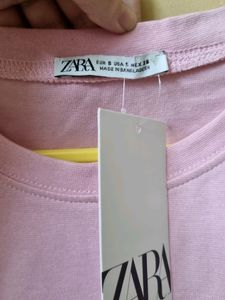 ZARA
EUR S USA S MEX 26
MADE IN BANGLADESH
ZARA